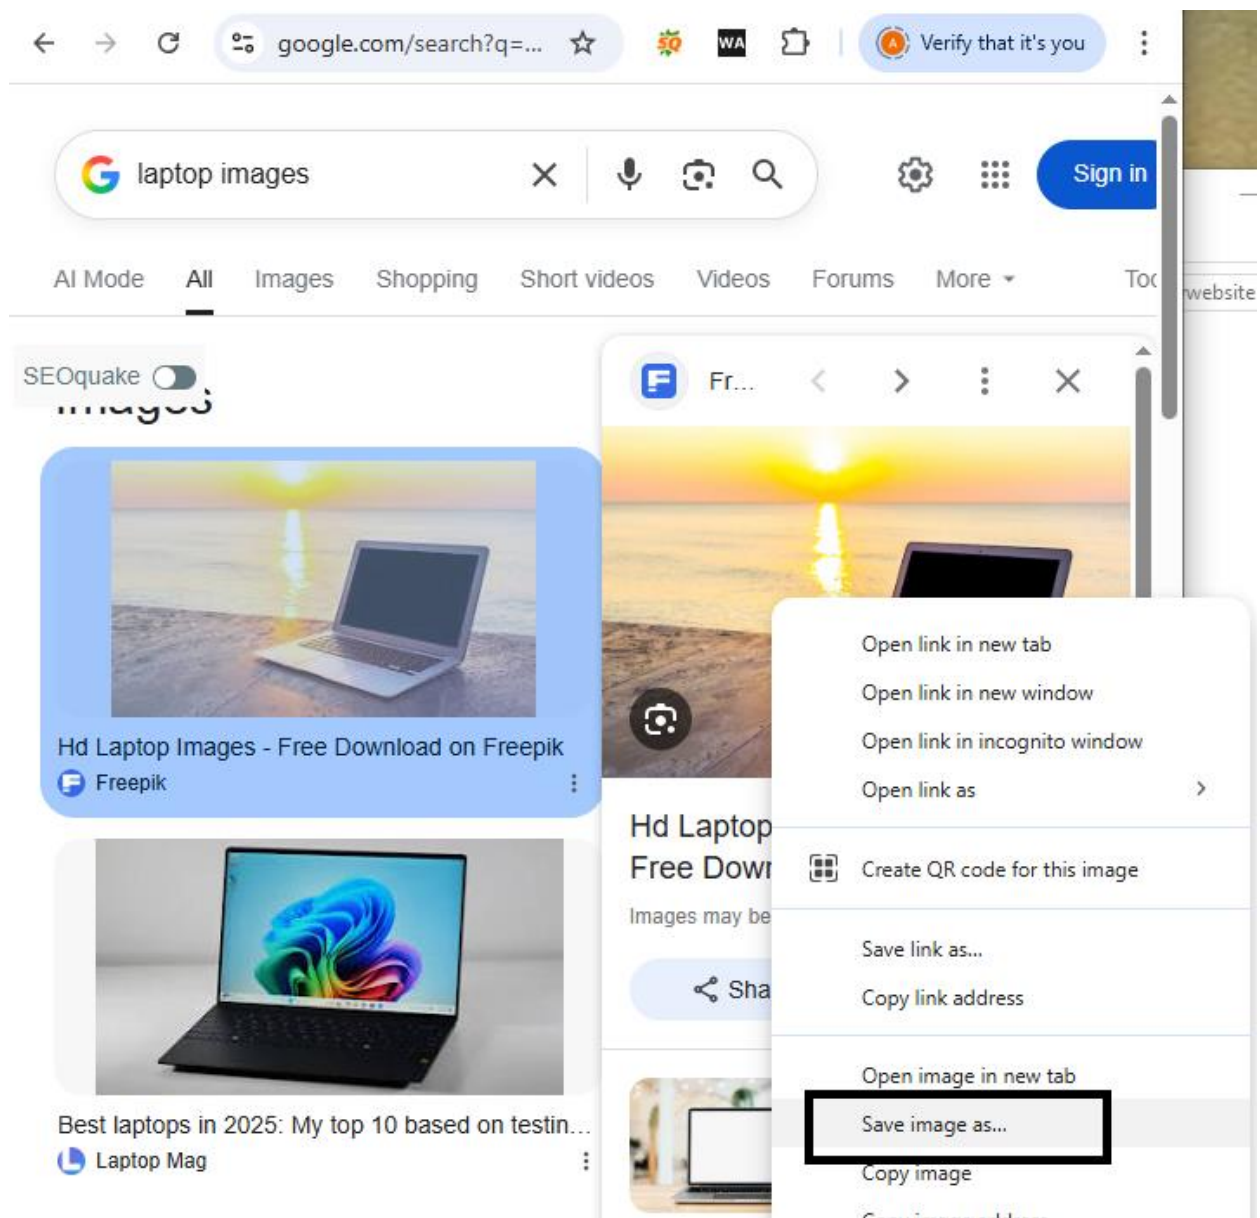 google.com/search?q=...
SQ
WA
A
Verify that it's you
laptop images
Sign in
AI Mode
All
Images
Shopping
Short videos
Videos
Forums
More
Too
website
SEOquake
Images
Fr...
Hd Laptop Images - Free Download on Freepik
Freepik
Best laptops in 2025: My top 10 based on testin...
Laptop Mag
Hd Laptop
Free Down
Images may be
Sha
Open link in new tab
Open link in new window
Open link in incognito window
Open link as
Create QR code for this image
Save link as...
Copy link address
Open image in new tab
Save image as...
Copy image